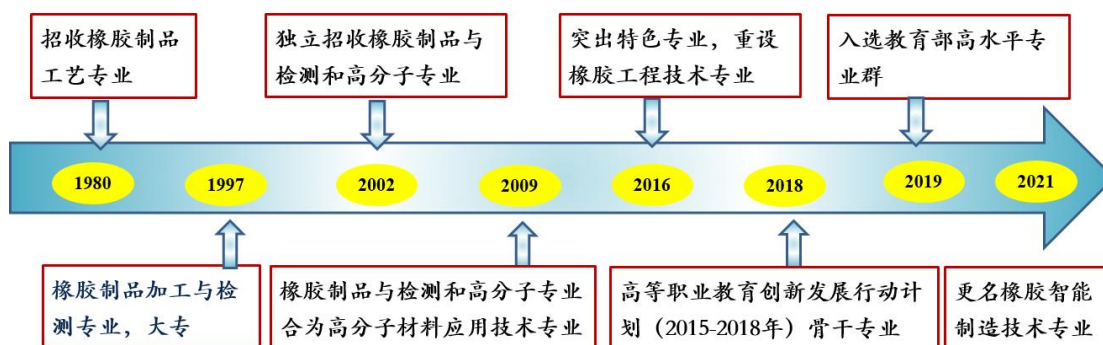 招收橡胶制品
工艺专业
独立招收橡胶制品与
检测和高分子专业
突出特色专业，重设
橡胶工程技术专业
入选教育部高水平专
业群
1980
1997
2002
2009
2016
2018
2019
2021
橡胶制品加工与检
测专业，大专
橡胶制品与检测和高分子专业
合为高分子材料应用技术专业
高等职业教育创新发展行动计
划（2015-2018年）骨干专业
更名橡胶智能
制造技术专业